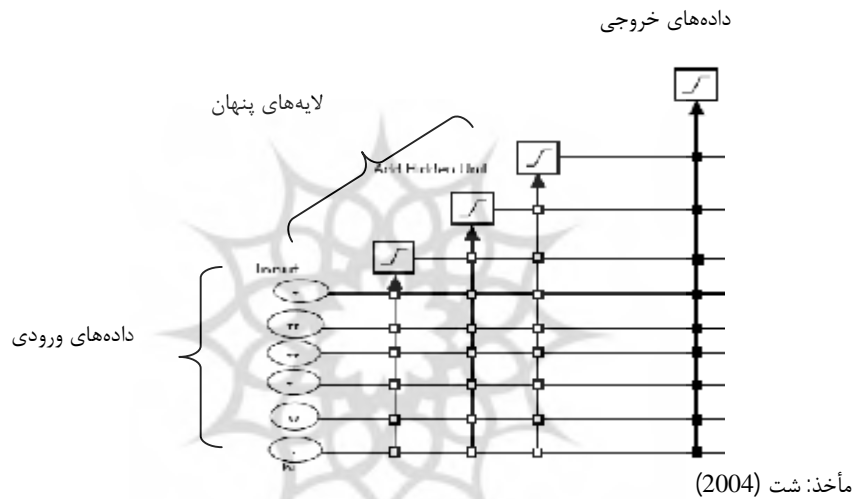 داده‌های خروجی
لایه‌های پنهان
Add Hidden Unit
Input
داده‌های ورودی
مأخذ: شت (2004)